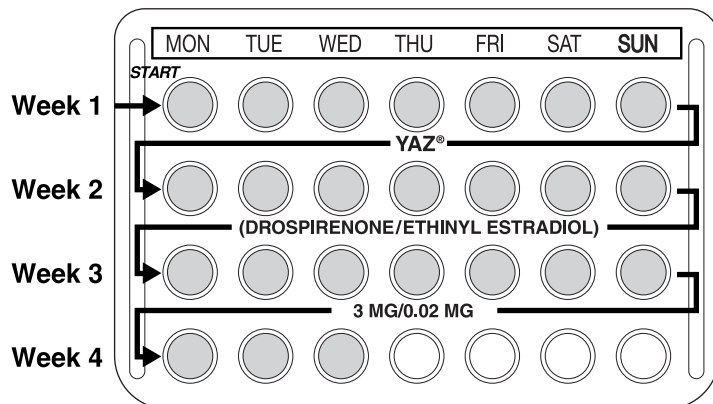 MON TUE WED THU FRI SAT SUN
START
Week 1
YAZ®
Week 2
(DROSPIRENONE/ETHINYL ESTRADIOL)
Week 3
3 MG/0.02 MG
Week 4